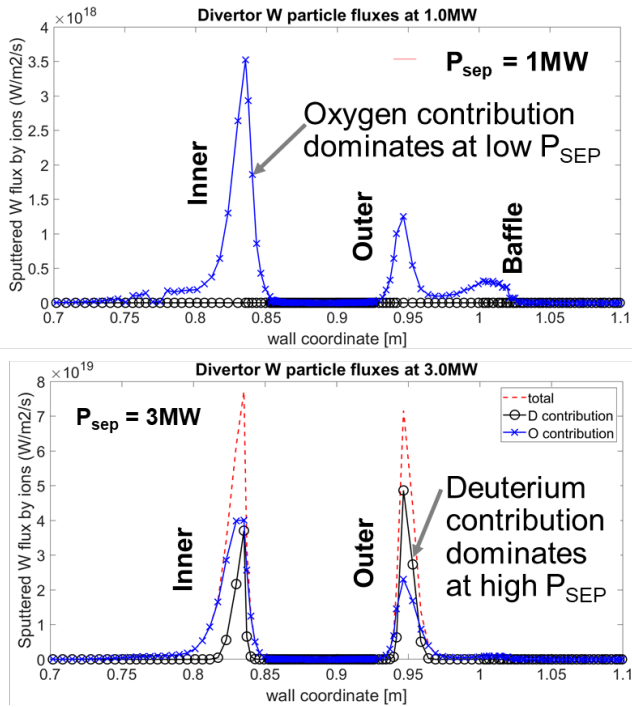 Divertor W particle fluxes at 1.0MW
×10^18
P_sep = 1MW
Oxygen contribution
dominates at low P_SEP
Inner
Outer
Baffle
Sputtered W flux by ions (W/m2/s)
4
3.5
3
2.5
2
1.5
1
0.5
0
0.7 0.75 0.8 0.85 0.9 0.95 1 1.05 1.1
wall coordinate [m]
Divertor W particle fluxes at 3.0MW
×10^19
P_sep = 3MW
total
D contribution
O contribution
Deuterium
contribution
dominates
at high P_SEP
Inner
Outer
Sputtered W flux by ions (W/m2/s)
8
7
6
5
4
3
2
1
0
0.7 0.75 0.8 0.85 0.9 0.95 1 1.05 1.1
wall coordinate [m]